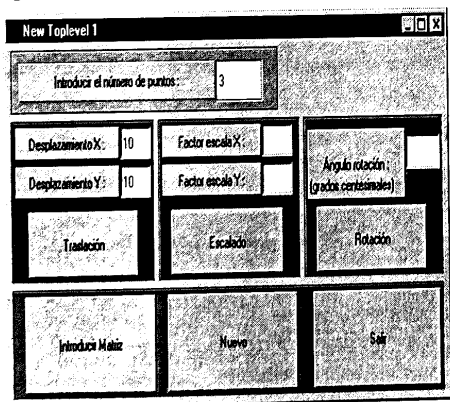 New Toplevel 1
Introducir el número de puntos : 3
Desplazamiento X : 10
Factor escala X :
Desplazamiento Y : 10
Factor escala Y :
Angulo rotación :
(grados centesimales)
Traslación
Escalado
Rotación
Introducir Matriz
Nuevo
Salir